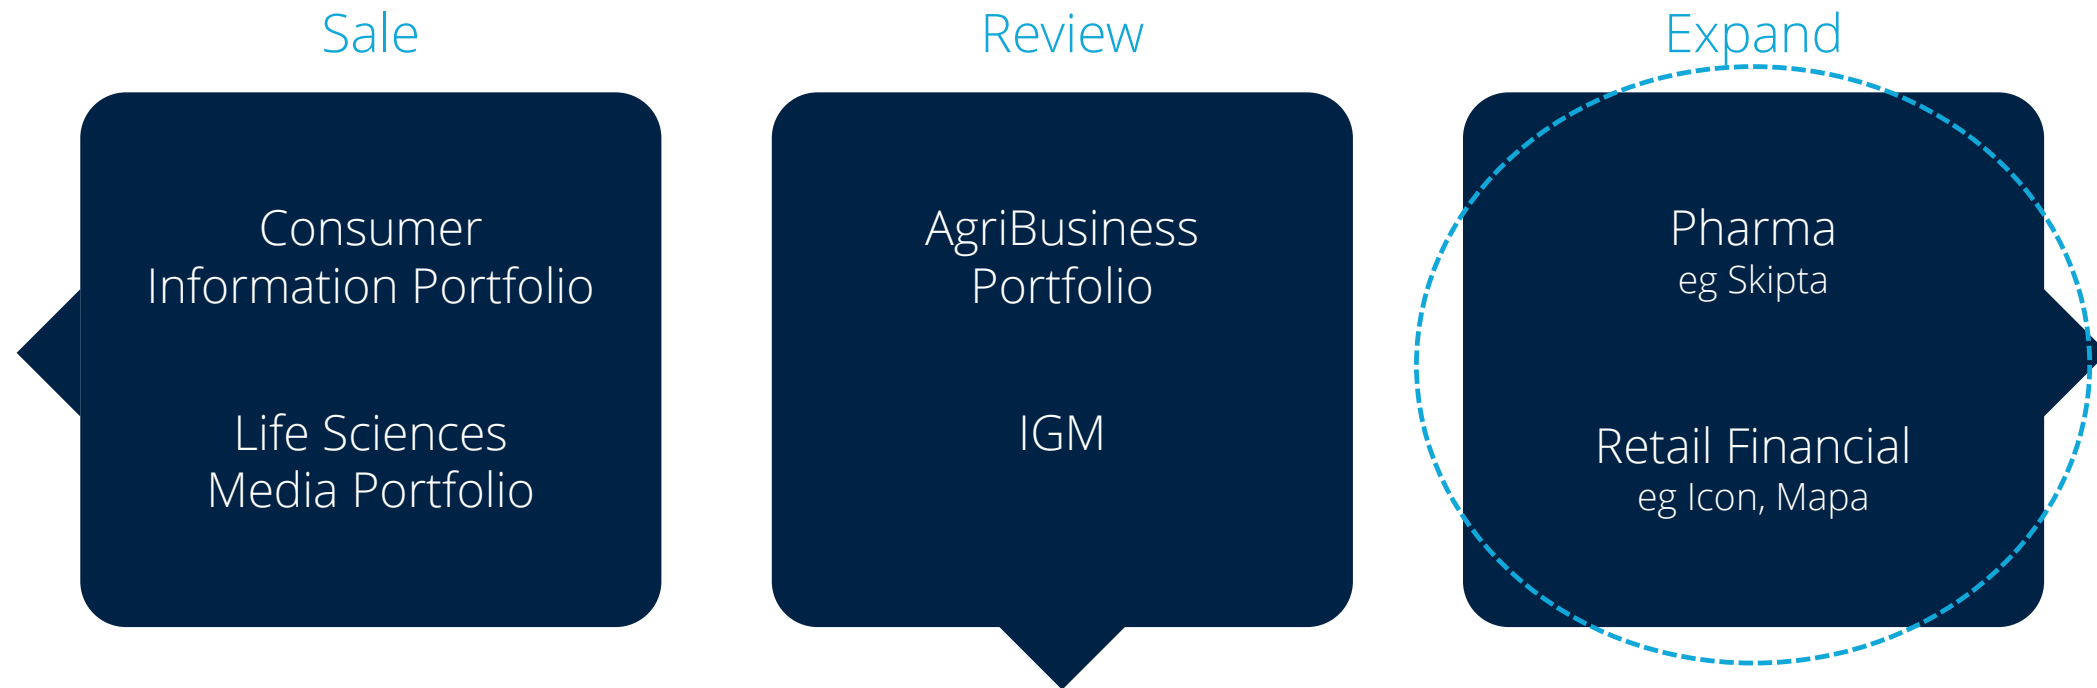 Sale
Consumer
Information Portfolio
Life Sciences
Media Portfolio
Review
AgriBusiness
Portfolio
IGM
Expand
Pharma
eg Skipta
Retail Financial
eg Icon, Mapa